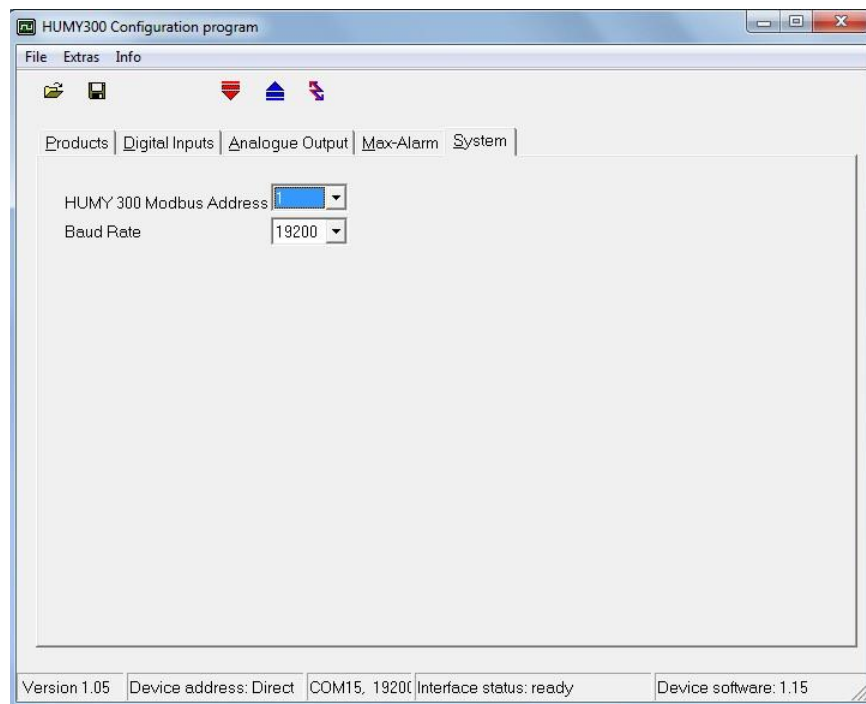 HUMY300 Configuration program
File Extras Info
Products Digital Inputs Analogue Output Max-Alarm System
HUMY 300 Modbus Address 1
Baud Rate 19200
Version 1.05 Device address: Direct COM15, 1920 Interface status: ready Device software: 1.15